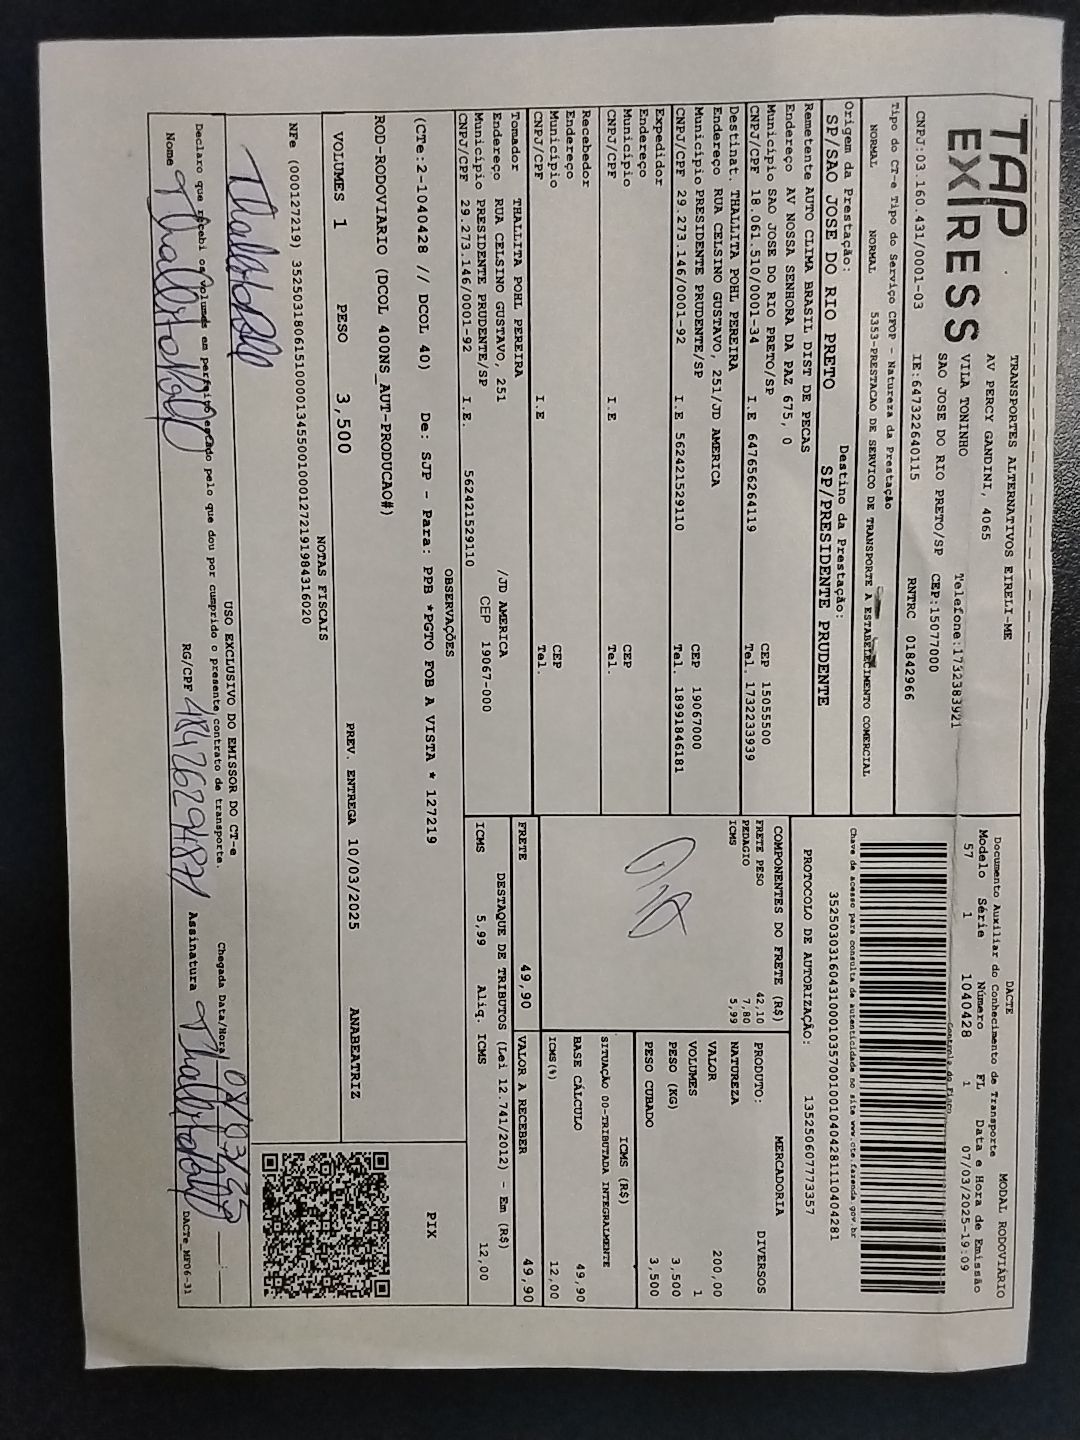 TAP
EXPRESS
TRANSPORTES ALTERNATIVOS EIRELI-ME
AV PERCY GANDINI, 4065
VILA TONINHO Telefone:1732383921
SAO JOSE DO RIO PRETO/SP CEP:15077000
CNPJ:03.160.431/0001-03 IE:647322640115 RNTRC 01842966
Tipo do CT-e Tipo do Serviço CFOP - Natureza da Prestação
NORMAL NORMAL 5353-PRESTACAO DE SERVICO DE TRANSPORTE A ESTABELECIMENTO COMERCIAL
Origem da Prestação: Destino da Prestação:
SP/SAO JOSE DO RIO PRETO SP/PRESIDENTE PRUDENTE
Remetente AUTO CLIMA BRASIL DIST DE PECAS
Endereço AV NOSSA SENHORA DA PAZ 675, 0
Município SAO JOSE DO RIO PRETO/SP CEP 15055500
CNPJ/CPF 18.061.510/0001-34 I.E 647656264119 Tel. 1732233939
Destinat. THALLITA POHL PEREIRA
Endereço RUA CELSINO GUSTAVO, 251/JD AMERICA
Município PRESIDENTE PRUDENTE/SP CEP 19067000
CNPJ/CPF 29.273.146/0001-92 I.E 562421529110 Tel. 18991846181
Expedidor
Endereço
Município CEP
CNPJ/CPF I.E Tel.
Recebedor
Endereço
Município CEP
CNPJ/CPF I.E Tel.
Tomador THALLITA POHL PEREIRA
Endereço RUA CELSINO GUSTAVO, 251 /JD AMERICA
Município PRESIDENTE PRUDENTE/SP CEP 19067-000
CNPJ/CPF 29.273.146/0001-92 I.E. 562421529110
DACTE MODAL RODOVIÁRIO
Documento Auxiliar do Conhecimento de Transporte
Modelo Série Número FL Data e Hora de Emissão
57 1 1040428 1 07/03/2025-19:09
Controle do Fisco
Chave de acesso para consulta de autenticidade no site www.cte.fazenda.gov.br
35250303160431000103570010010404281110404281
PROTOCOLO DE AUTORIZAÇÃO: 135250607773357
COMPONENTES DO FRETE (R$)
FRETE PESO 42,10
PEDAGIO 7,80
ICMS 5,99
MERCADORIA
PRODUTO: DIVERSOS
NATUREZA
VALOR 200,00
VOLUMES 1
PESO (KG) 3,500
PESO CUBADO 3,500
ICMS (R$)
SITUAÇÃO 00-TRIBUTADA INTEGRALMENTE
BASE CÁLCULO 49,90
ICMS(%) 12,00
FRETE 49,90 VALOR A RECEBER 49,90
DESTAQUE DE TRIBUTOS (Lei 12.741/2012) - Em (R$)
ICMS 5,99 Aliq. ICMS 12,00
OBSERVAÇÕES
(CTe:2-1040428 // DCOL 40) De: SJP - Para: PPB *PGTO FOB A VISTA * 127219 PIX
ROD-RODOVIARIO (DCOL 400NS_AUT-PRODUCAO#)
VOLUMES 1 PESO 3,500 PREV. ENTREGA 10/03/2025 ANABEATRIZ
NOTAS FISCAIS
NFe (000127219) 35250318061510000134550010001272191984316020
USO EXCLUSIVO DO EMISSOR DO CT-e
Declaro que recebi os volumes em perfeito estado pelo que dou por cumprido o presente contrato de transporte. Chegada Data/Hora
Nome Thallita Pohl RG/CPF 48426294871 Assinatura Thallita Pohl DACTe_MF06-31